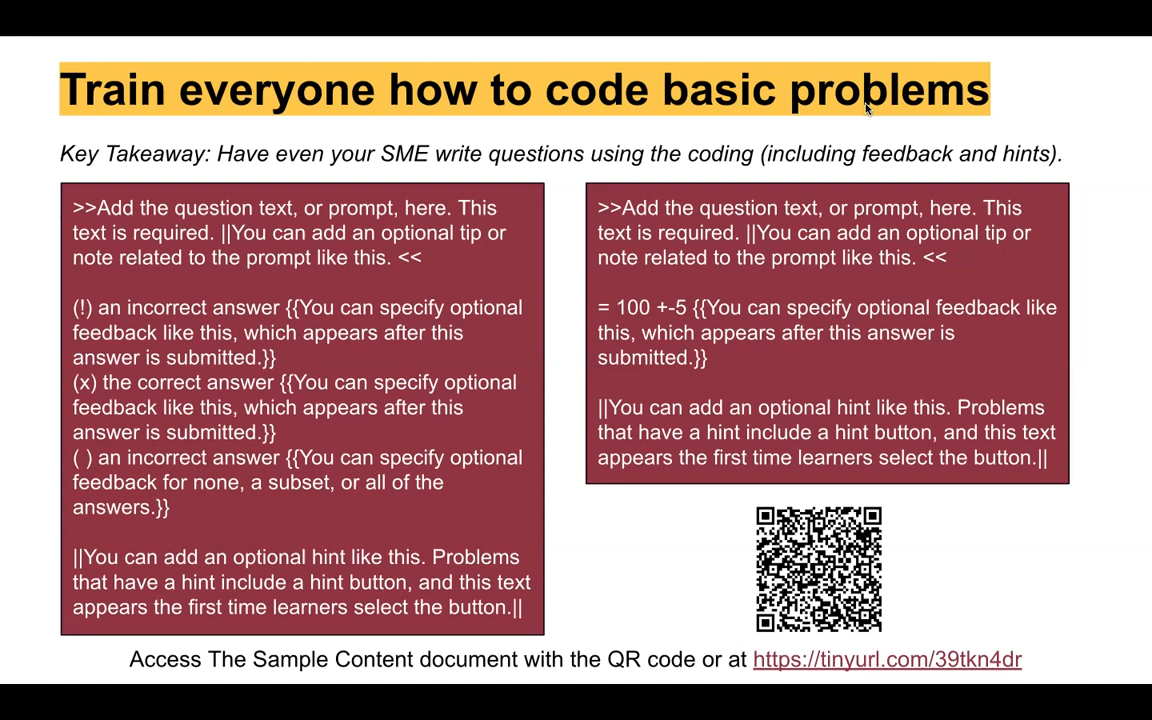 Train everyone how to code basic problems
Key Takeaway: Have even your SME write questions using the coding (including feedback and hints).
>>Add the question text, or prompt, here. This
text is required. ||You can add an optional tip or
note related to the prompt like this. <<
(!) an incorrect answer {{You can specify optional
feedback like this, which appears after this
answer is submitted.}}
(x) the correct answer {{You can specify optional
feedback like this, which appears after this
answer is submitted.}}
( ) an incorrect answer {{You can specify optional
feedback for none, a subset, or all of the
answers.}}
||You can add an optional hint like this. Problems
that have a hint include a hint button, and this text
appears the first time learners select the button.||
>>Add the question text, or prompt, here. This
text is required. ||You can add an optional tip or
note related to the prompt like this. <<
= 100 +-5 {{You can specify optional feedback like
this, which appears after this answer is
submitted.}}
||You can add an optional hint like this. Problems
that have a hint include a hint button, and this text
appears the first time learners select the button.||
Access The Sample Content document with the QR code or at https://tinyurl.com/39tkn4dr